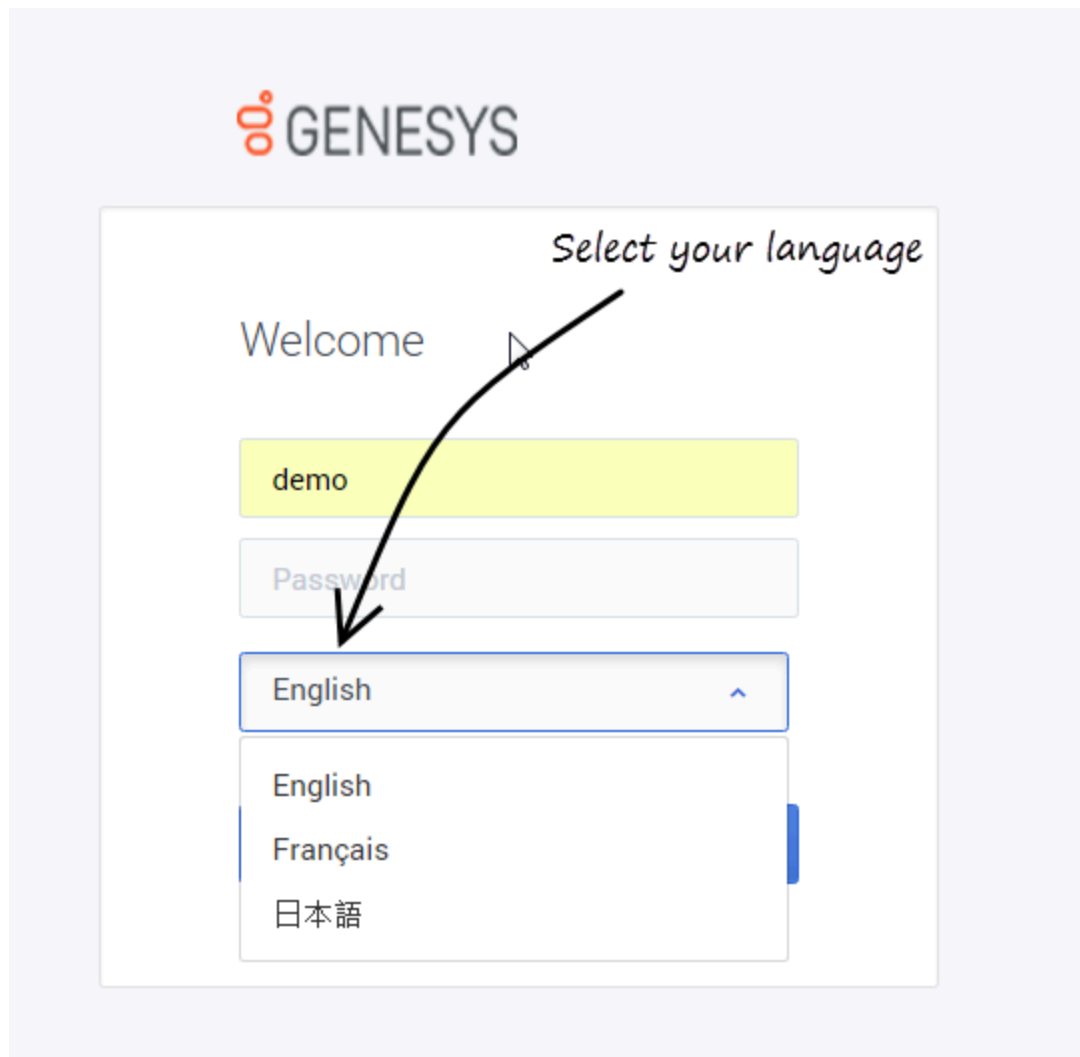 GENESYS
Select your language
Welcome
demo
Password
English
English
Français
日本語